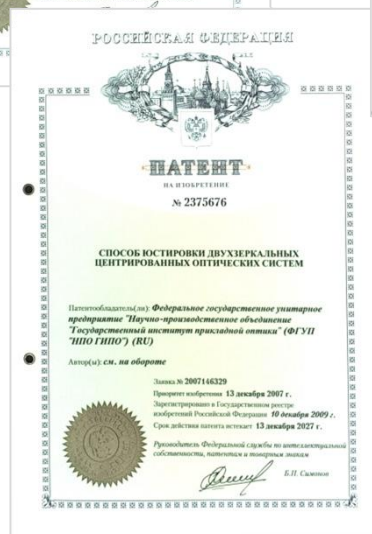 РОССИЙСКАЯ ФЕДЕРАЦИЯ
ПАТЕНТ
НА ИЗОБРЕТЕНИЕ
№ 2375676
СПОСОБ ЮСТИРОВКИ ДВУХЗЕРКАЛЬНЫХ
ЦЕНТРИРОВАННЫХ ОПТИЧЕСКИХ СИСТЕМ
Патентообладатель(ли): Федеральное государственное унитарное
предприятие "Научно-производственное объединение
"Государственный институт прикладной оптики" (ФГУП
"НПО ГИПО") (RU)
Автор(ы): см. на обороте
Заявка № 2007146329
Приоритет изобретения 13 декабря 2007 г.
Зарегистрировано в Государственном реестре
изобретений Российской Федерации 10 декабря 2009 г.
Срок действия патента истекает 13 декабря 2027 г.
Руководитель Федеральной службы по интеллектуальной
собственности, патентам и товарным знакам
Б.П. Симонов